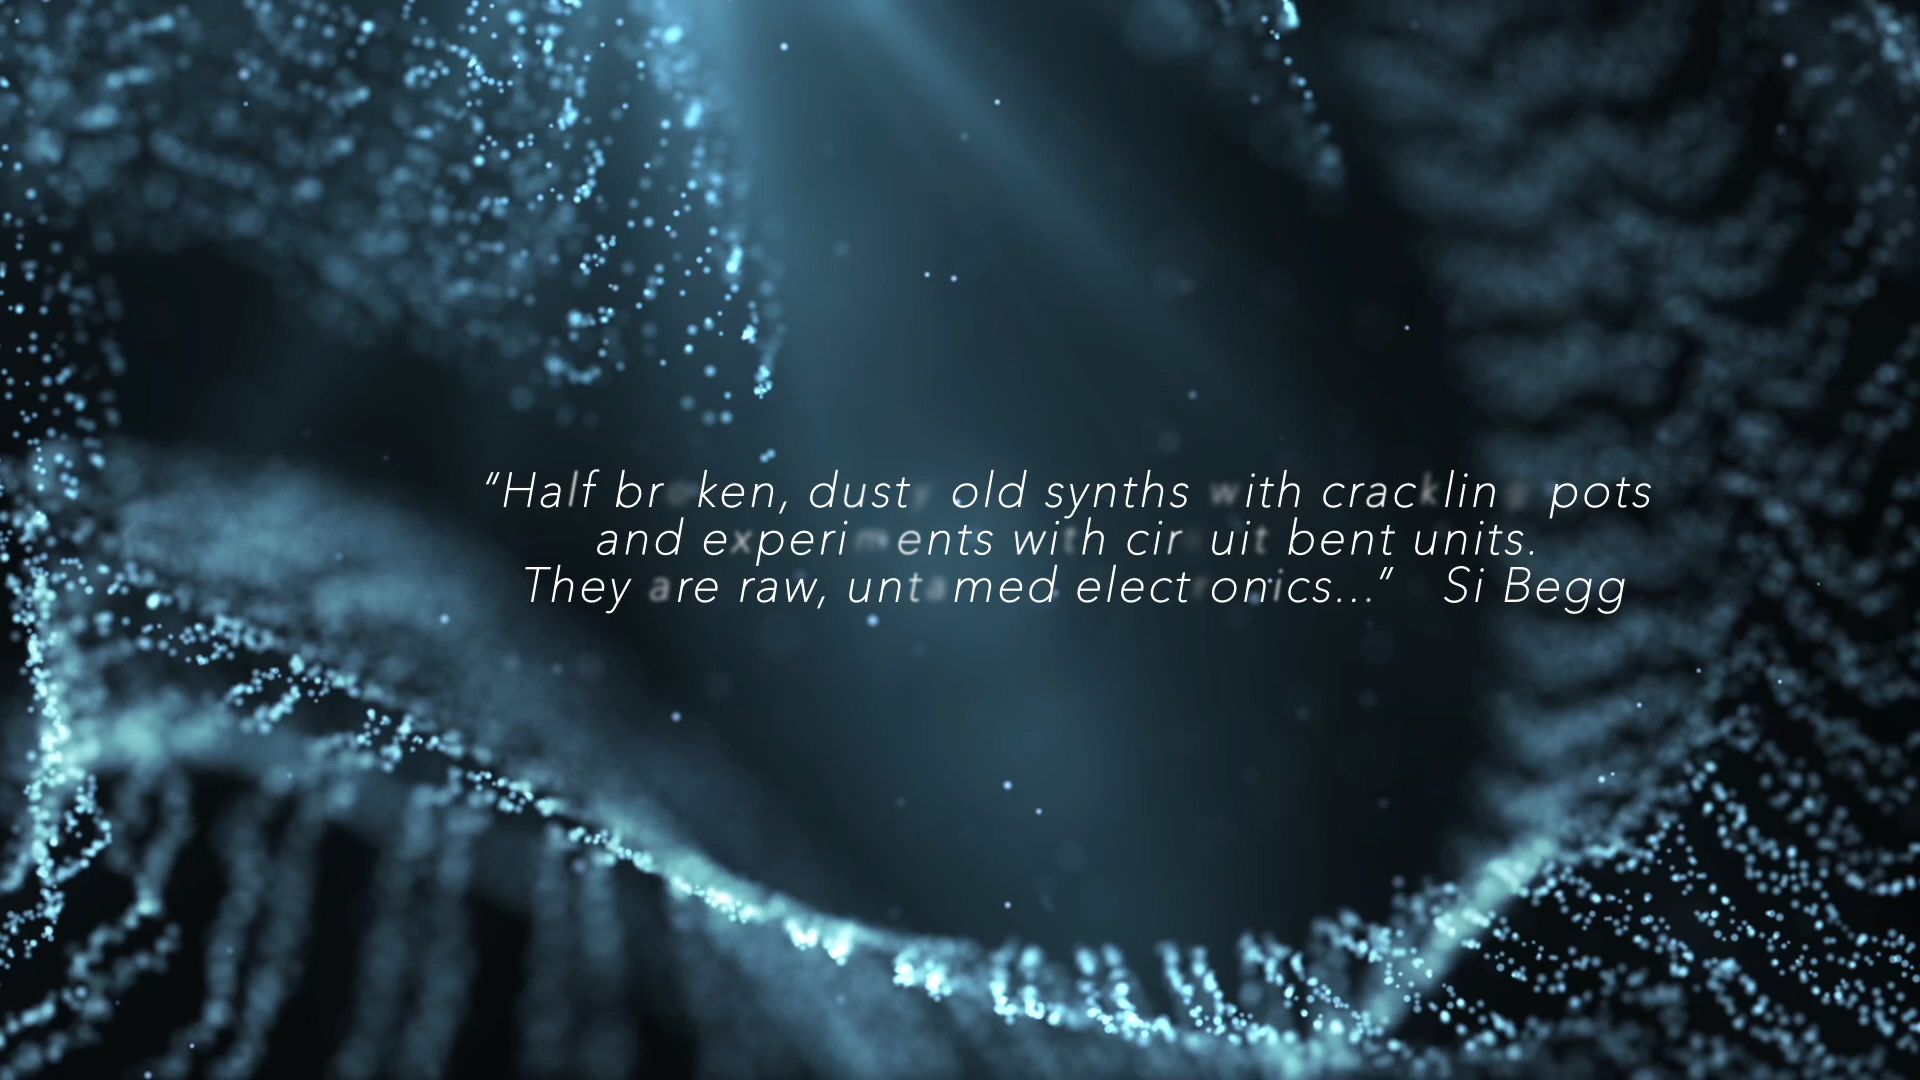 “Half broken, dusty old synths with crackling pots
and experiments with circuit bent units.
They are raw, untamed electronics...” Si Begg